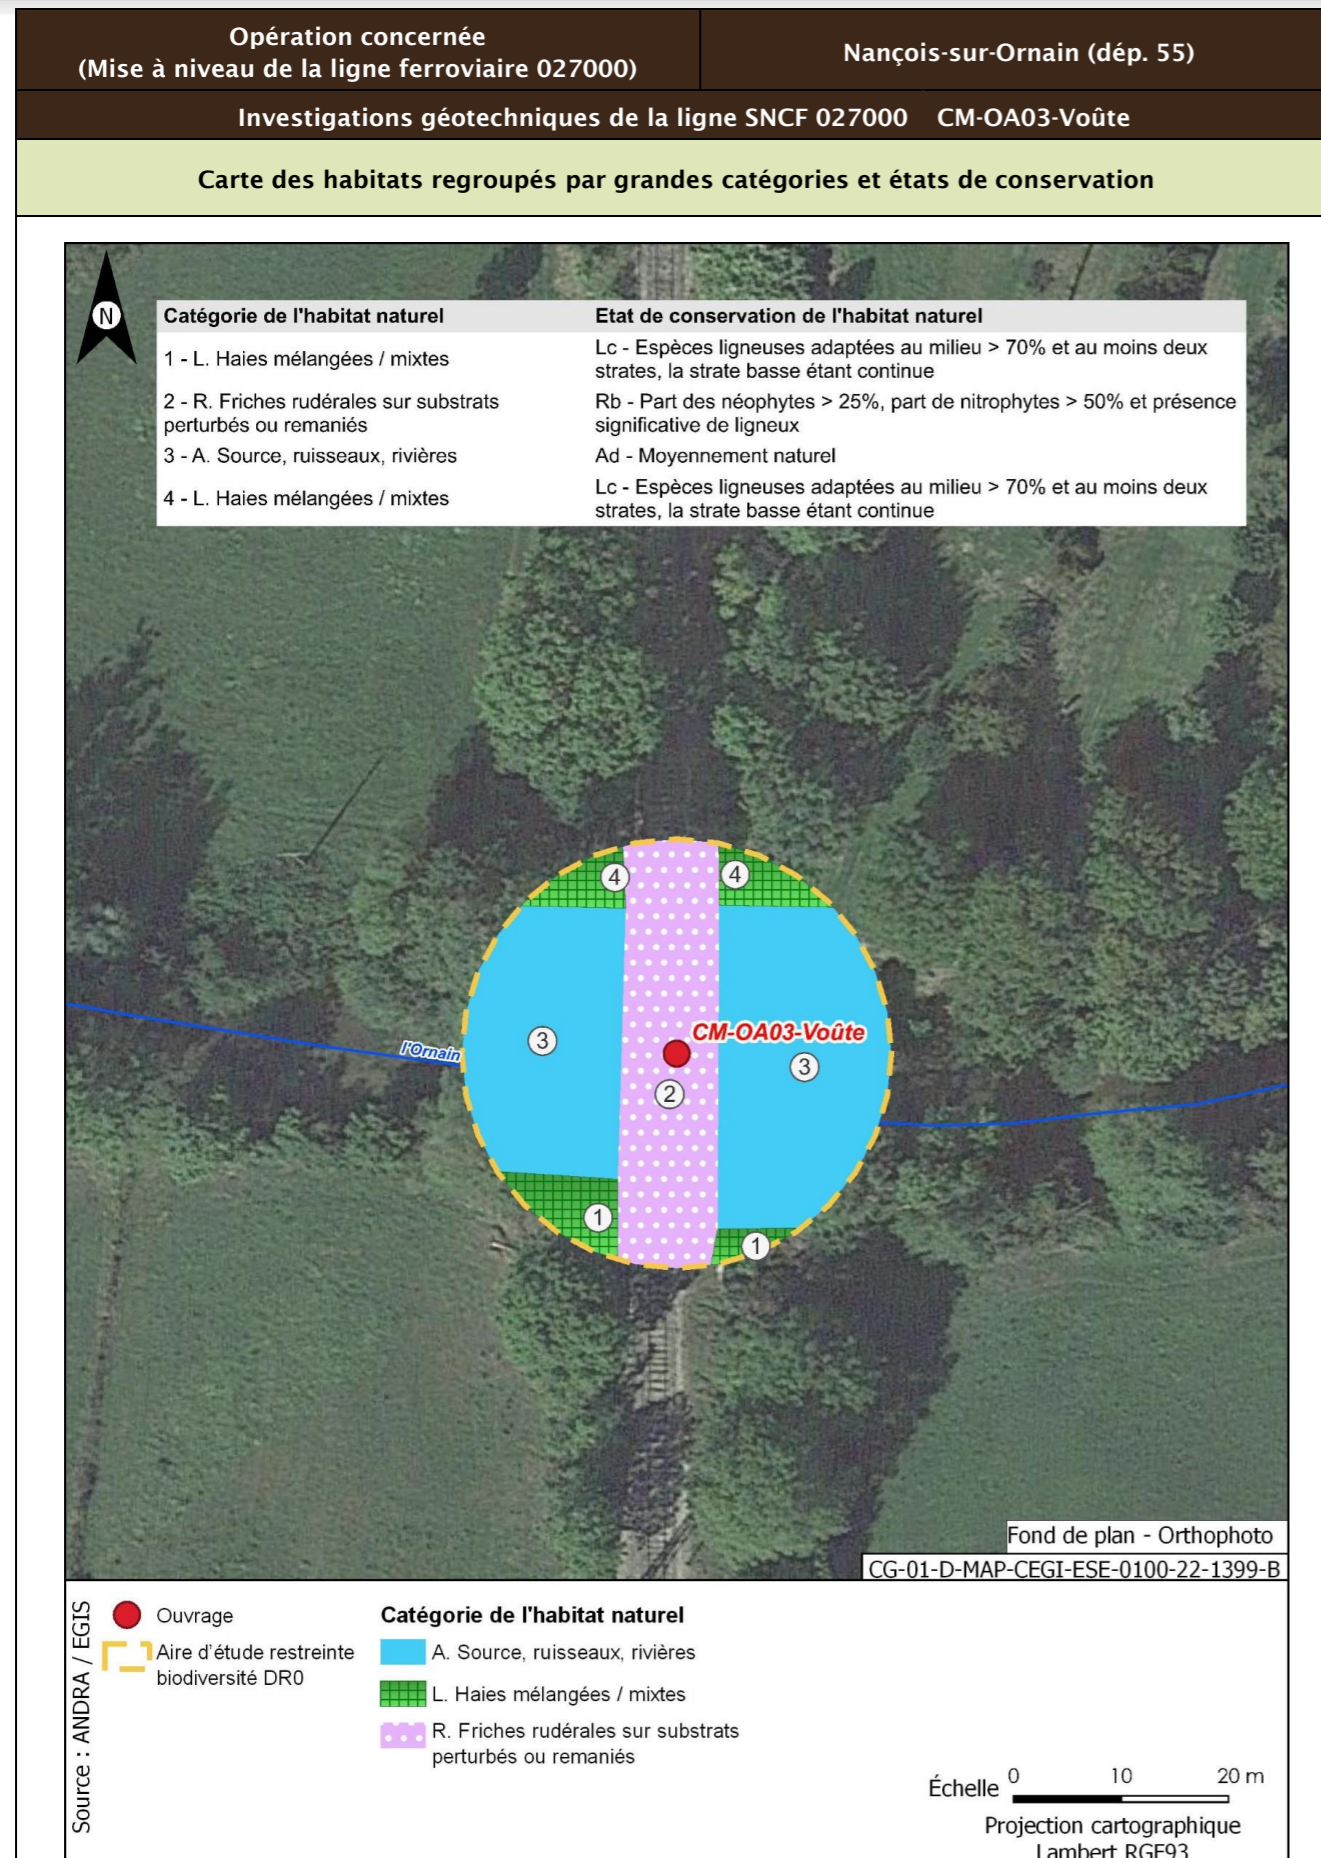 Opération concernée
(Mise à niveau de la ligne ferroviaire 027000)
Nançois-sur-Ornain (dép. 55)
Investigations géotechniques de la ligne SNCF 027000 CM-OA03-Voûte
Carte des habitats regroupés par grandes catégories et états de conservation
N
Catégorie de l'habitat naturel
Etat de conservation de l'habitat naturel
1 - L. Haies mélangées / mixtes
Lc - Espèces ligneuses adaptées au milieu > 70% et au moins deux
strates, la strate basse étant continue
2 - R. Friches rudérales sur substrats
perturbés ou remaniés
Rb - Part des néophytes > 25%, part de nitrophytes > 50% et présence
significative de ligneux
3 - A. Source, ruisseaux, rivières
Ad - Moyennement naturel
4 - L. Haies mélangées / mixtes
Lc - Espèces ligneuses adaptées au milieu > 70% et au moins deux
strates, la strate basse étant continue
4
4
CM-OA03-Voûte
l'Ornain
3
3
2
1
1
Fond de plan - Orthophoto
CG-01-D-MAP-CEGI-ESE-0100-22-1399-B
Source : ANDRA / EGIS
Ouvrage
Aire d'étude restreinte
biodiversité DR0
Catégorie de l'habitat naturel
A. Source, ruisseaux, rivières
L. Haies mélangées / mixtes
R. Friches rudérales sur substrats
perturbés ou remaniés
Échelle 0 10 20 m
Projection cartographique
Lambert RGF93